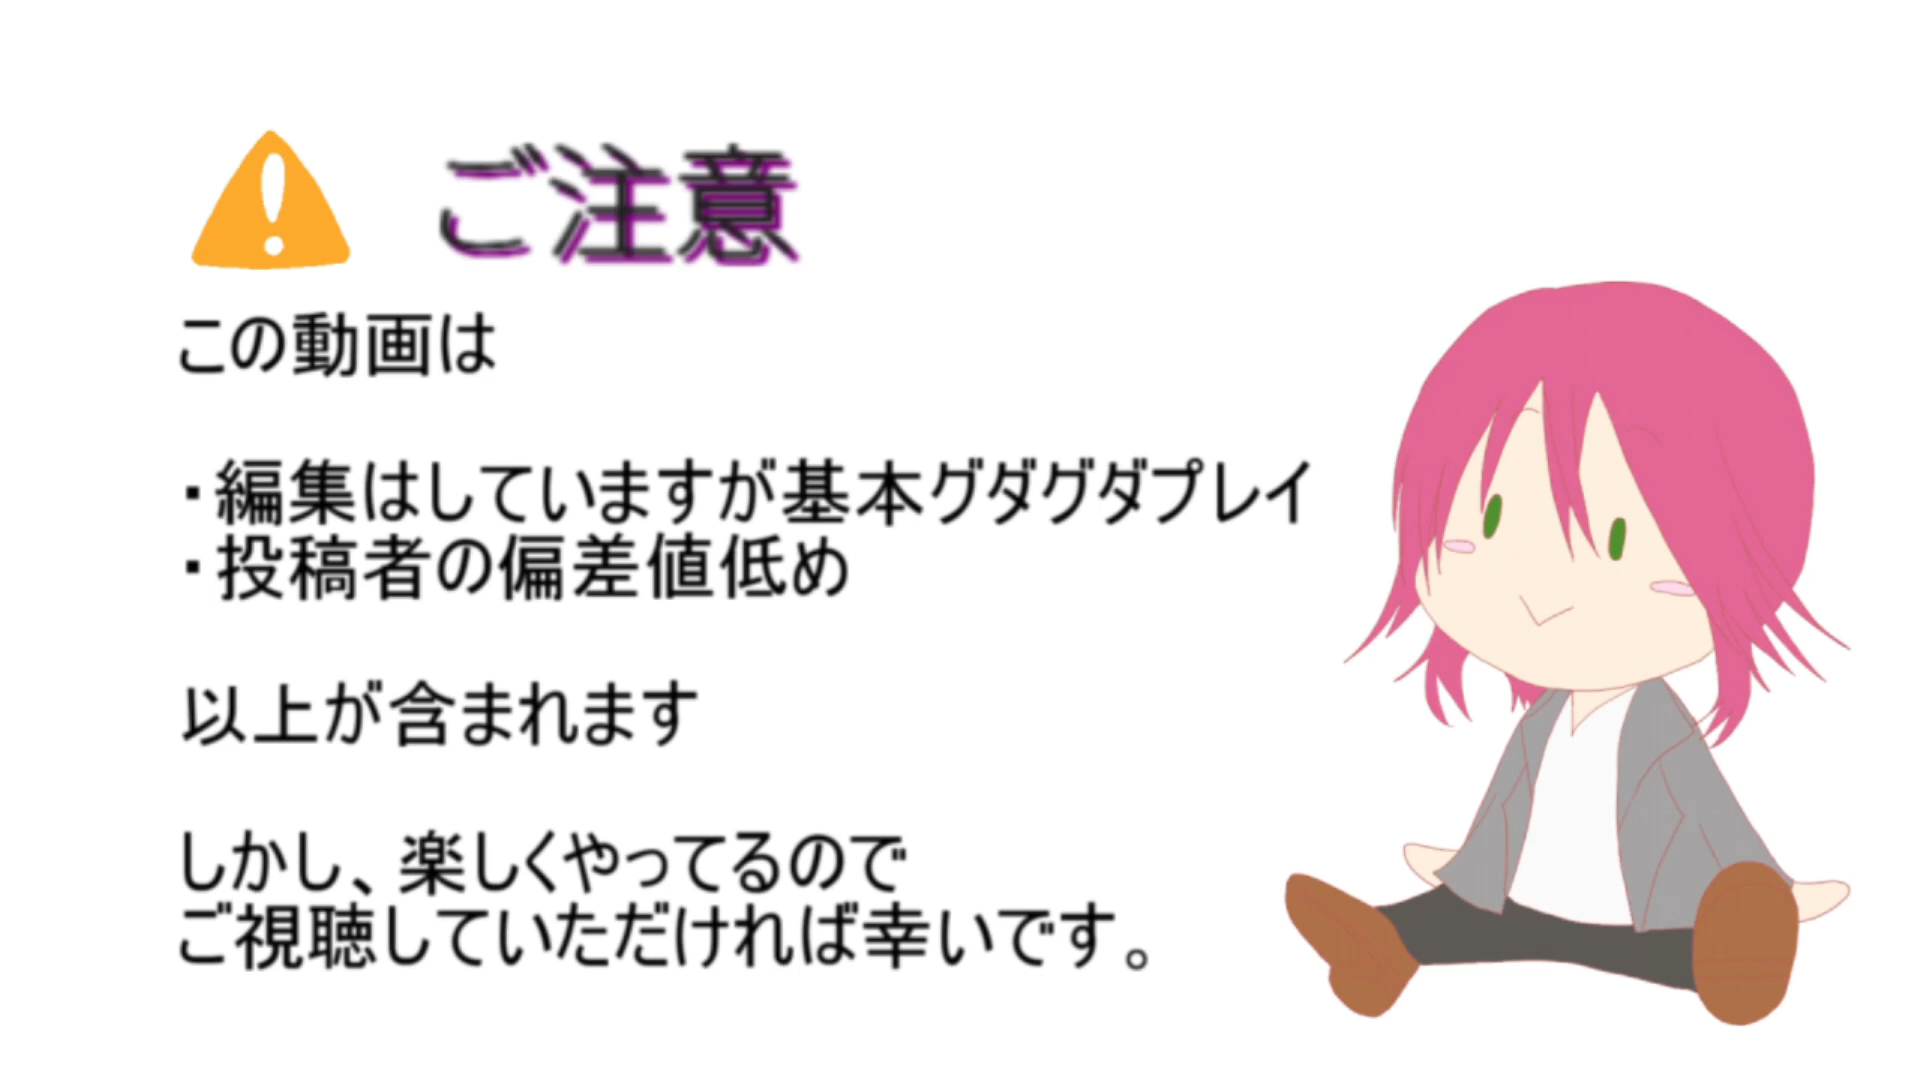 ご注意
この動画は
・編集はしていますが基本グダグダプレイ
・投稿者の偏差値低め
以上が含まれます
しかし、楽しくやってるので
ご視聴していただければ幸いです。